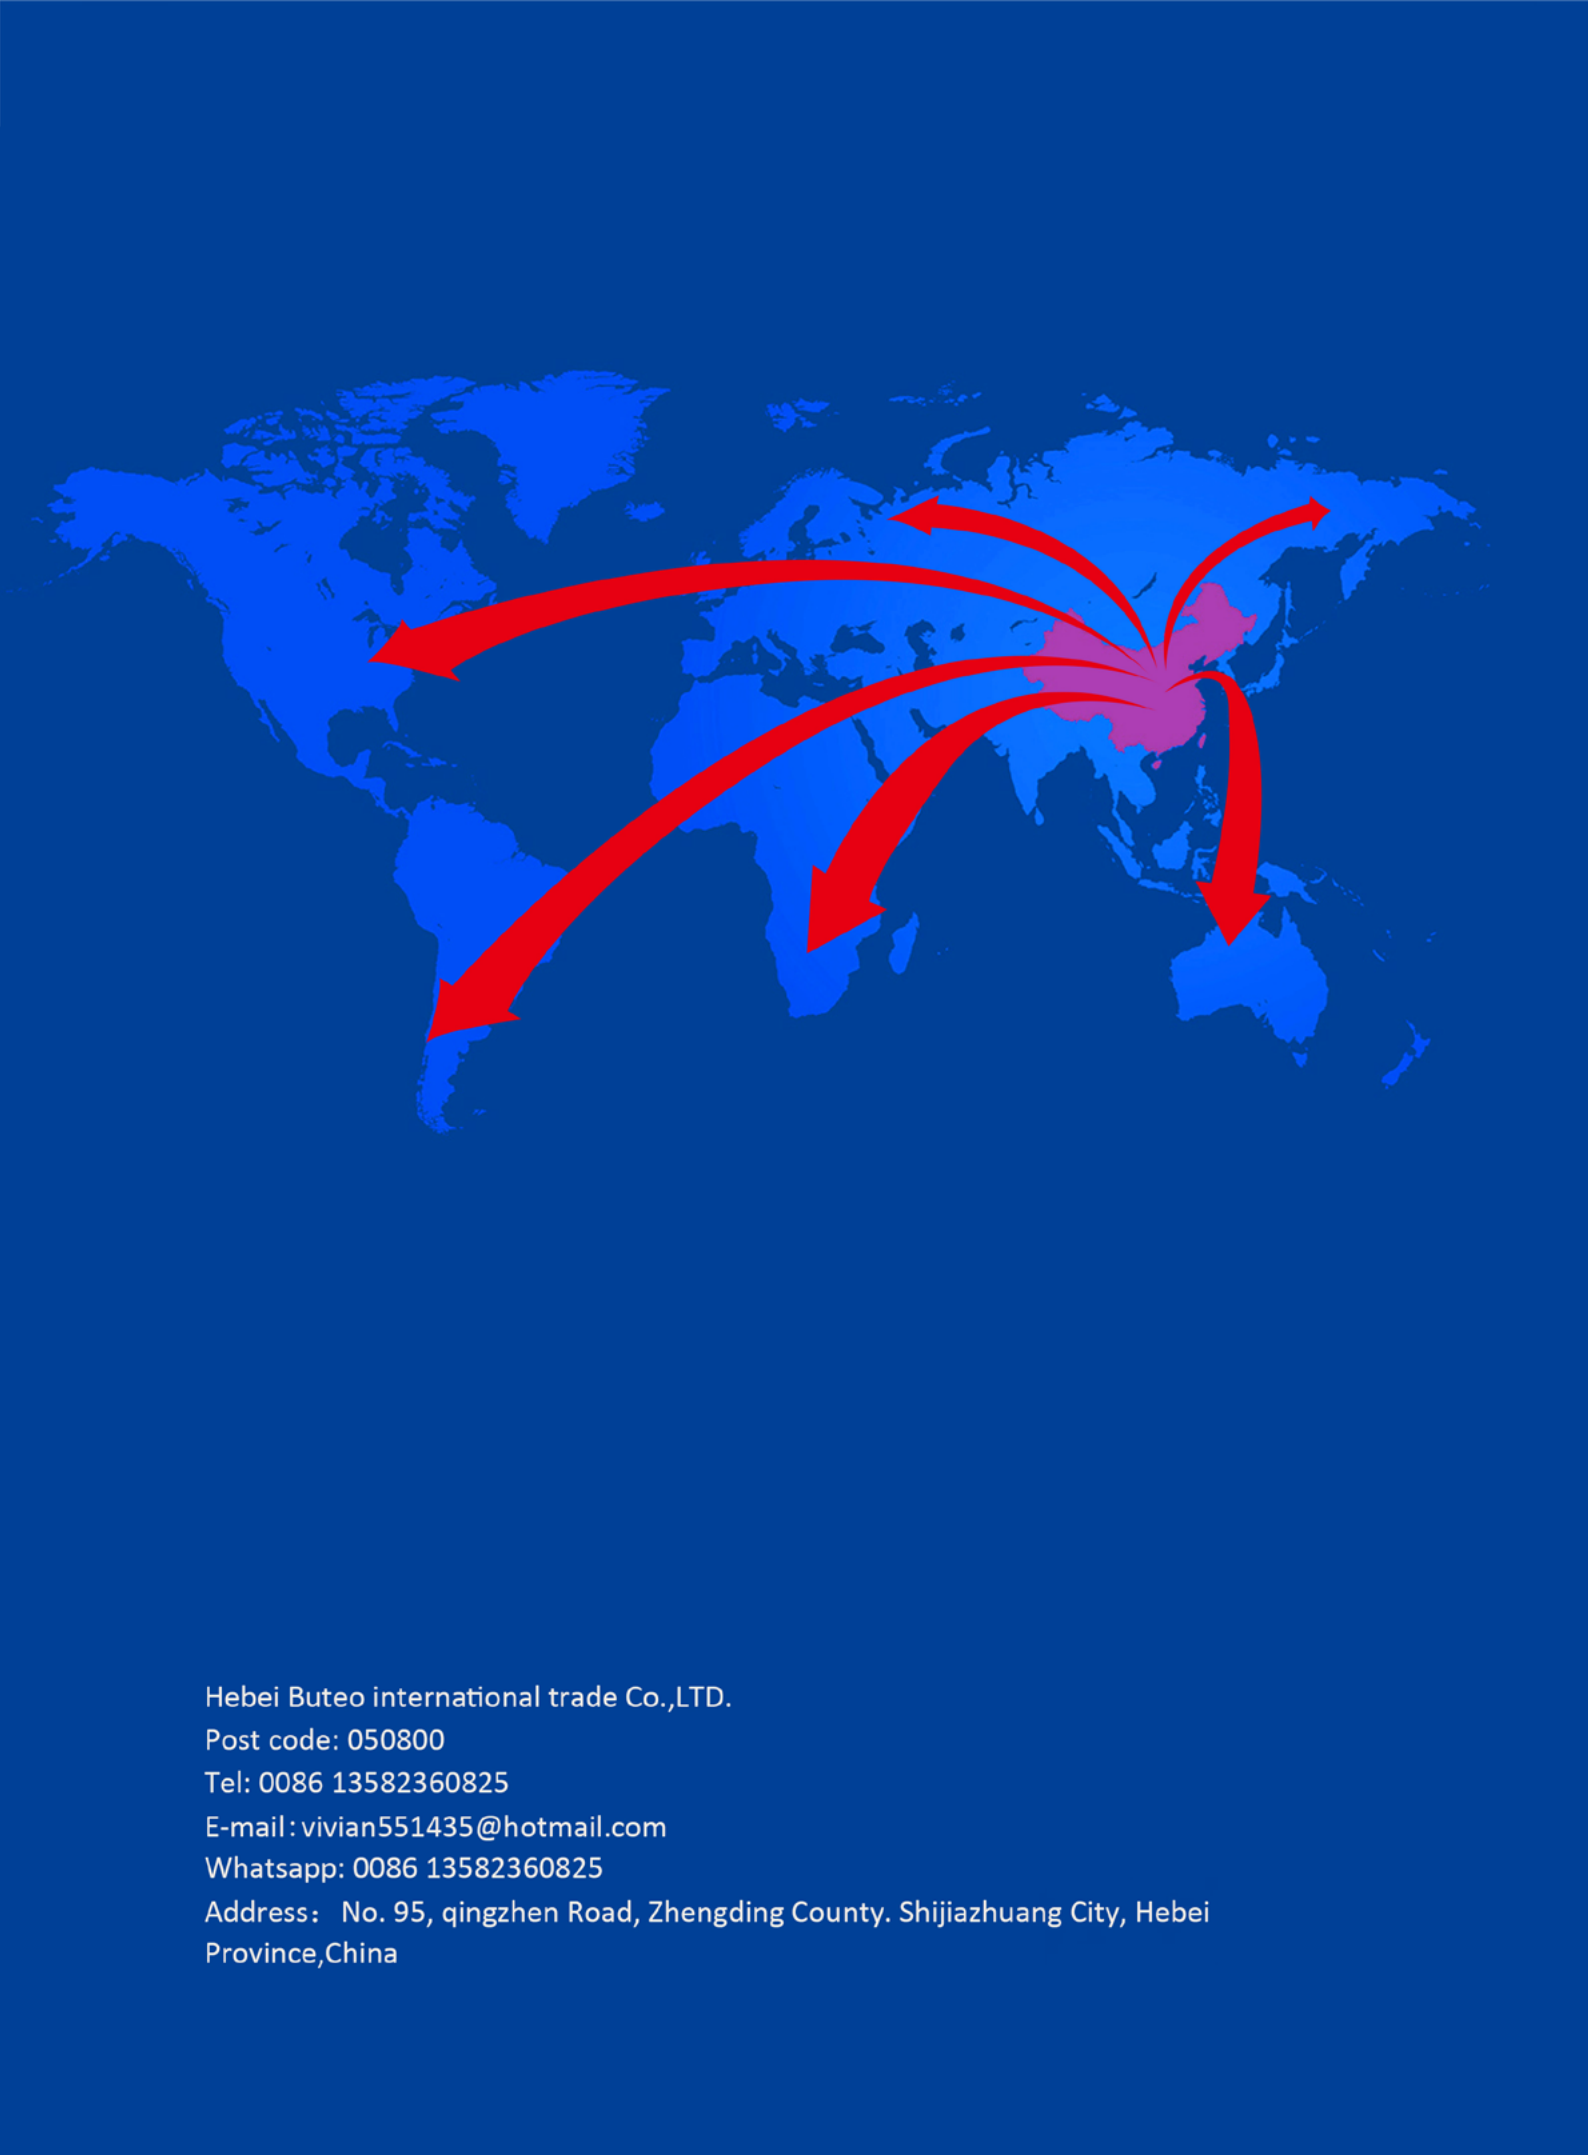 Hebei Buteo international trade Co.,LTD.
Post code: 050800
Tel: 0086 13582360825
E-mail：vivian551435@hotmail.com
Whatsapp: 0086 13582360825
Address： No. 95, qingzhen Road, Zhengding County. Shijiazhuang City, Hebei
Province,China